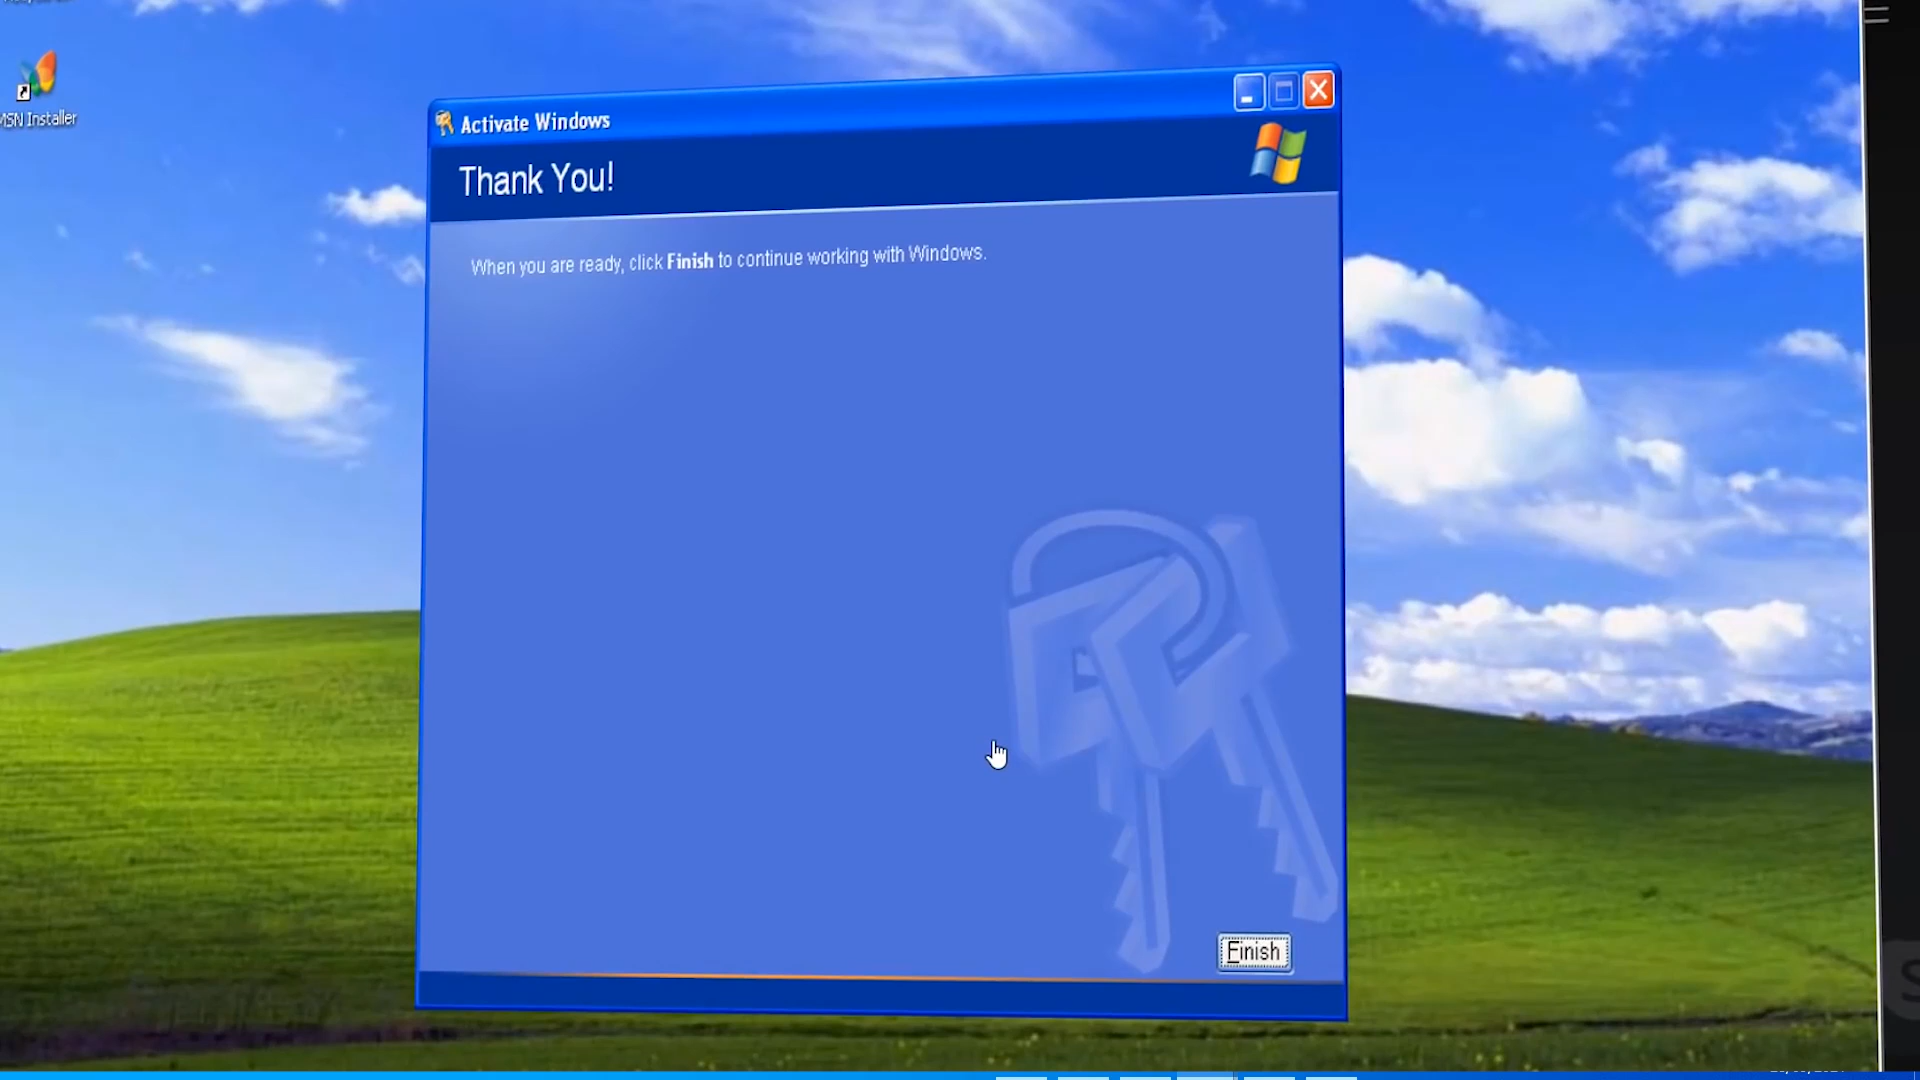 MSN Installer
Activate Windows
Thank You!
When you are ready, click Finish to continue working with Windows.
Finish